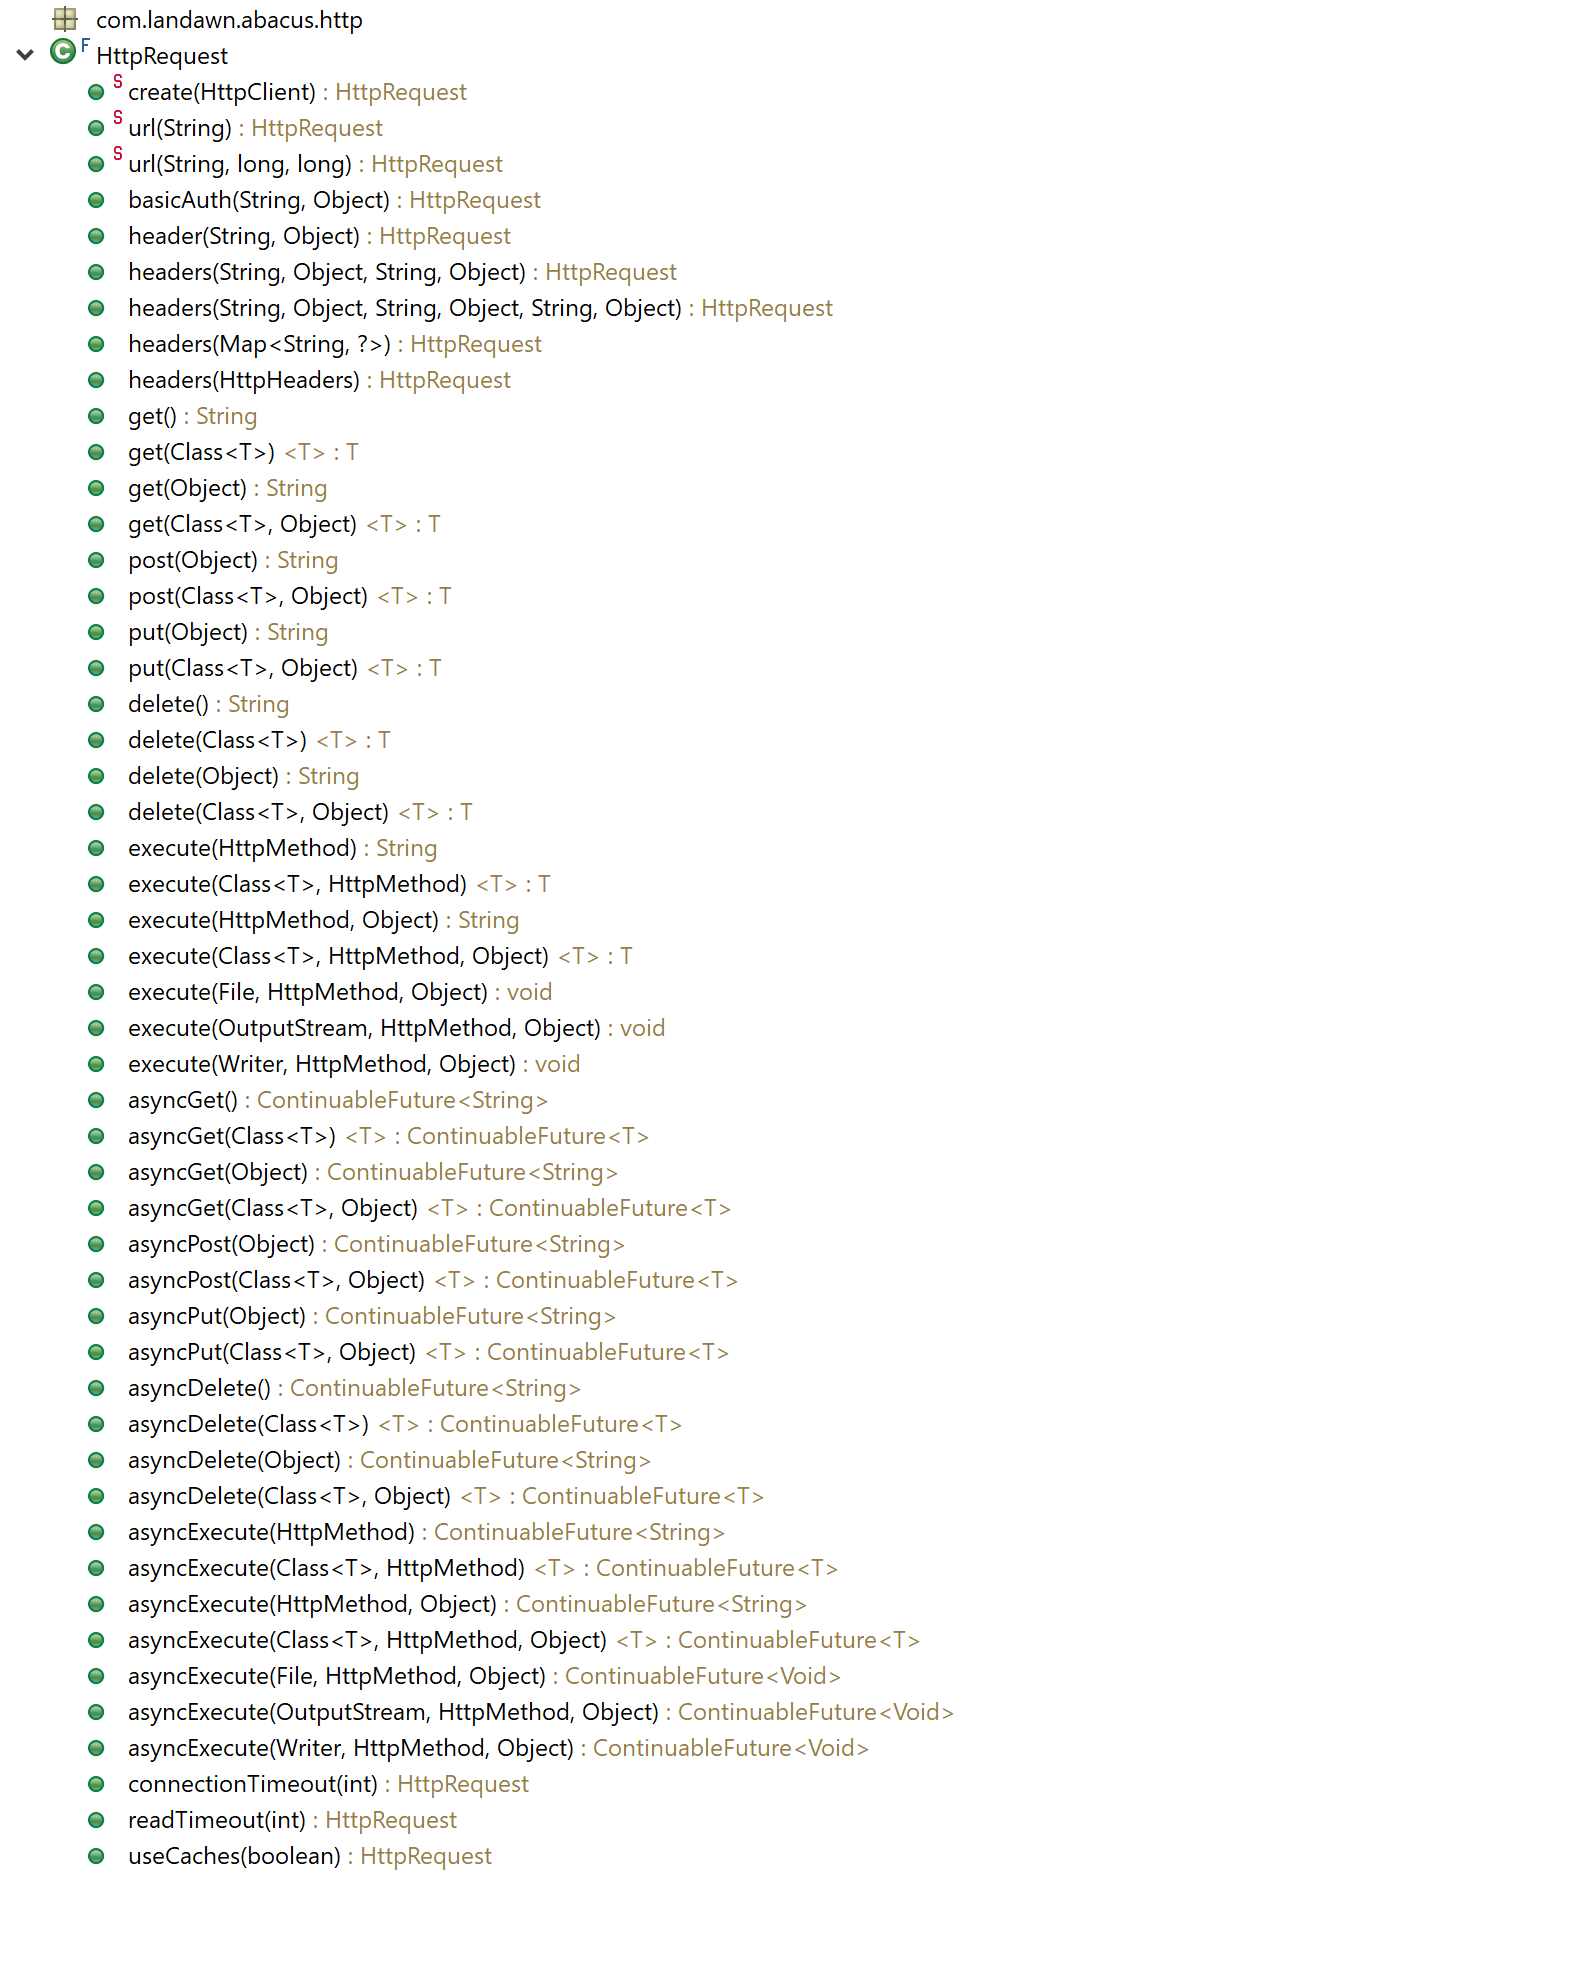 com.landawn.abacus.http
F HttpRequest
S create(HttpClient) : HttpRequest
S url(String) : HttpRequest
S url(String, long, long) : HttpRequest
basicAuth(String, Object) : HttpRequest
header(String, Object) : HttpRequest
headers(String, Object, String, Object) : HttpRequest
headers(String, Object, String, Object, String, Object) : HttpRequest
headers(Map<String, ?>) : HttpRequest
headers(HttpHeaders) : HttpRequest
get() : String
get(Class<T>) <T> : T
get(Object) : String
get(Class<T>, Object) <T> : T
post(Object) : String
post(Class<T>, Object) <T> : T
put(Object) : String
put(Class<T>, Object) <T> : T
delete() : String
delete(Class<T>) <T> : T
delete(Object) : String
delete(Class<T>, Object) <T> : T
execute(HttpMethod) : String
execute(Class<T>, HttpMethod) <T> : T
execute(HttpMethod, Object) : String
execute(Class<T>, HttpMethod, Object) <T> : T
execute(File, HttpMethod, Object) : void
execute(OutputStream, HttpMethod, Object) : void
execute(Writer, HttpMethod, Object) : void
asyncGet() : ContinuableFuture<String>
asyncGet(Class<T>) <T> : ContinuableFuture<T>
asyncGet(Object) : ContinuableFuture<String>
asyncGet(Class<T>, Object) <T> : ContinuableFuture<T>
asyncPost(Object) : ContinuableFuture<String>
asyncPost(Class<T>, Object) <T> : ContinuableFuture<T>
asyncPut(Object) : ContinuableFuture<String>
asyncPut(Class<T>, Object) <T> : ContinuableFuture<T>
asyncDelete() : ContinuableFuture<String>
asyncDelete(Class<T>) <T> : ContinuableFuture<T>
asyncDelete(Object) : ContinuableFuture<String>
asyncDelete(Class<T>, Object) <T> : ContinuableFuture<T>
asyncExecute(HttpMethod) : ContinuableFuture<String>
asyncExecute(Class<T>, HttpMethod) <T> : ContinuableFuture<T>
asyncExecute(HttpMethod, Object) : ContinuableFuture<String>
asyncExecute(Class<T>, HttpMethod, Object) <T> : ContinuableFuture<T>
asyncExecute(File, HttpMethod, Object) : ContinuableFuture<Void>
asyncExecute(OutputStream, HttpMethod, Object) : ContinuableFuture<Void>
asyncExecute(Writer, HttpMethod, Object) : ContinuableFuture<Void>
connectionTimeout(int) : HttpRequest
readTimeout(int) : HttpRequest
useCaches(boolean) : HttpRequest